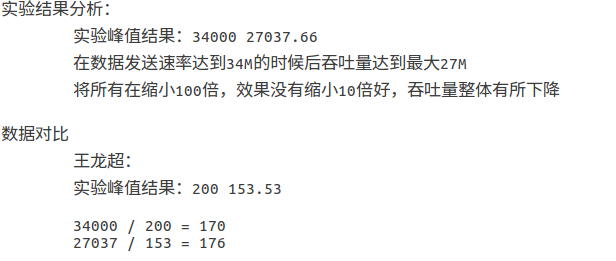 实验结果分析：
实验峰值结果：34000 27037.66
在数据发送速率达到34M的时候后吞吐量达到最大27M
将所有在缩小100倍，效果没有缩小10倍好，吞吐量整体有所下降
数据对比
王龙超：
实验峰值结果：200 153.53
34000 / 200 = 170
27037 / 153 = 176